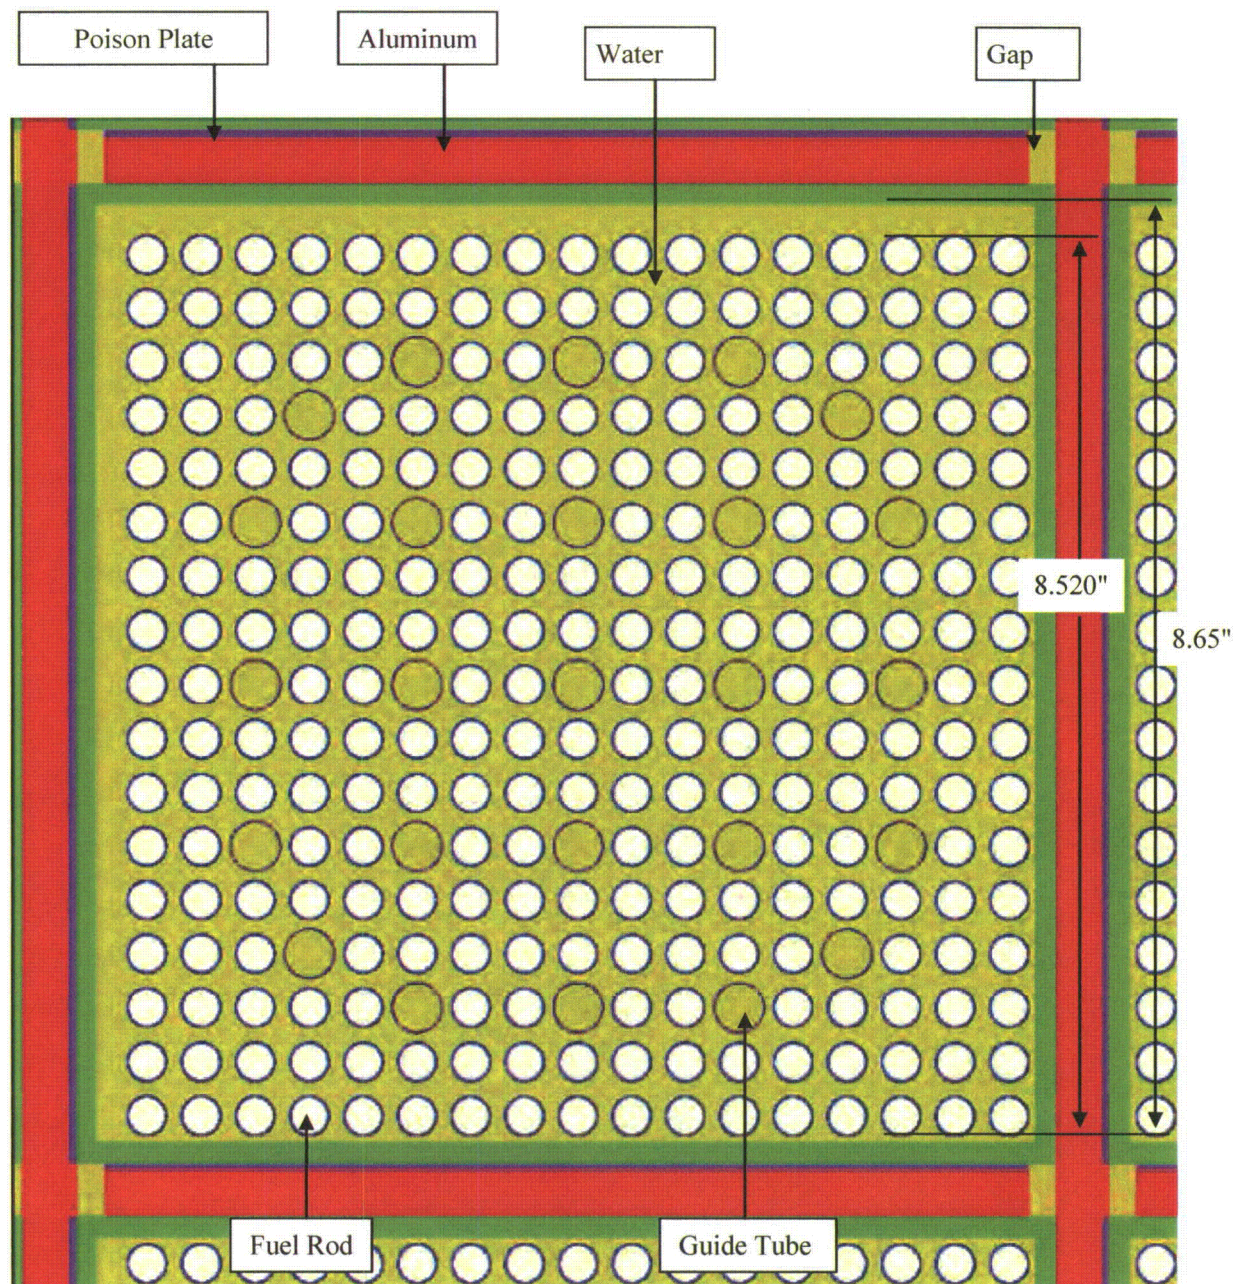 Poison Plate
Aluminum
Water
Gap
8.520"
8.65"
Fuel Rod
Guide Tube